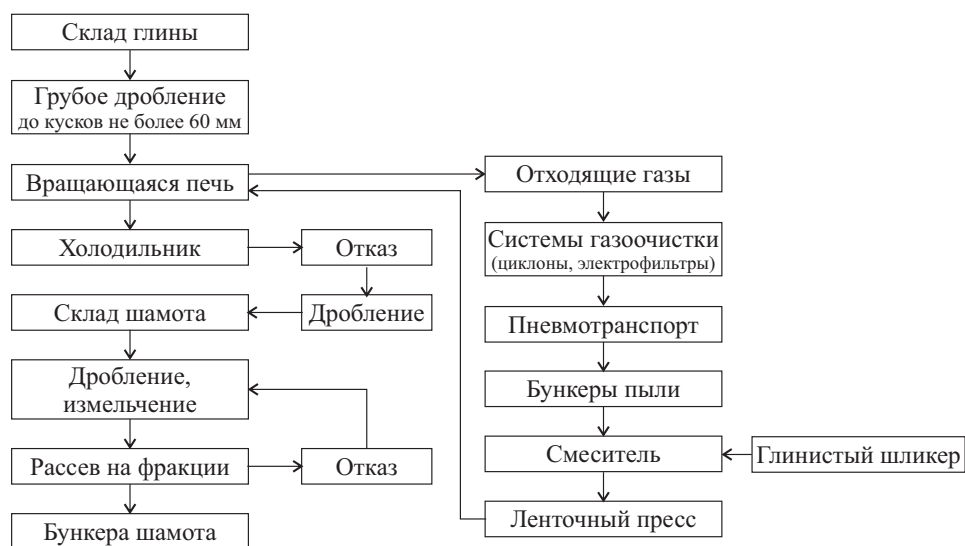 Склад глины
Грубое дробление
до кусков не более 60 мм
Вращающаяся печь
Холодильник
Отказ
Склад шамота
Дробление
Дробление,
измельчение
Рассев на фракции
Отказ
Бункера шамота
Отходящие газы
Системы газоочистки
(циклоны, электрофильтры)
Пневмотранспорт
Бункеры пыли
Смеситель
Глинистый шликер
Ленточный пресс